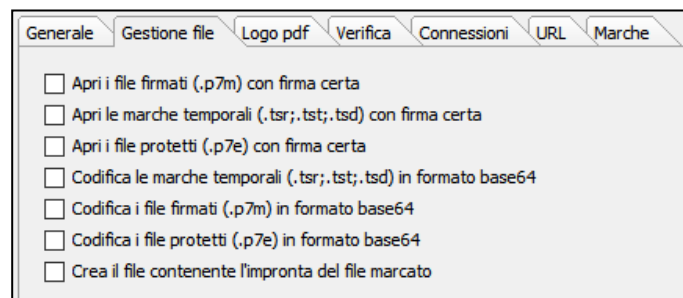 Generale Gestione file Logo pdf Verifica Connessioni URL Marche
Apri i file firmati (.p7m) con firma certa
Apri le marche temporali (.tsr;.tst;.tsd) con firma certa
Apri i file protetti (.p7e) con firma certa
Codifica le marche temporali (.tsr;.tst;.tsd) in formato base64
Codifica i file firmati (.p7m) in formato base64
Codifica i file protetti (.p7e) in formato base64
Crea il file contenente l'impronta del file marcato